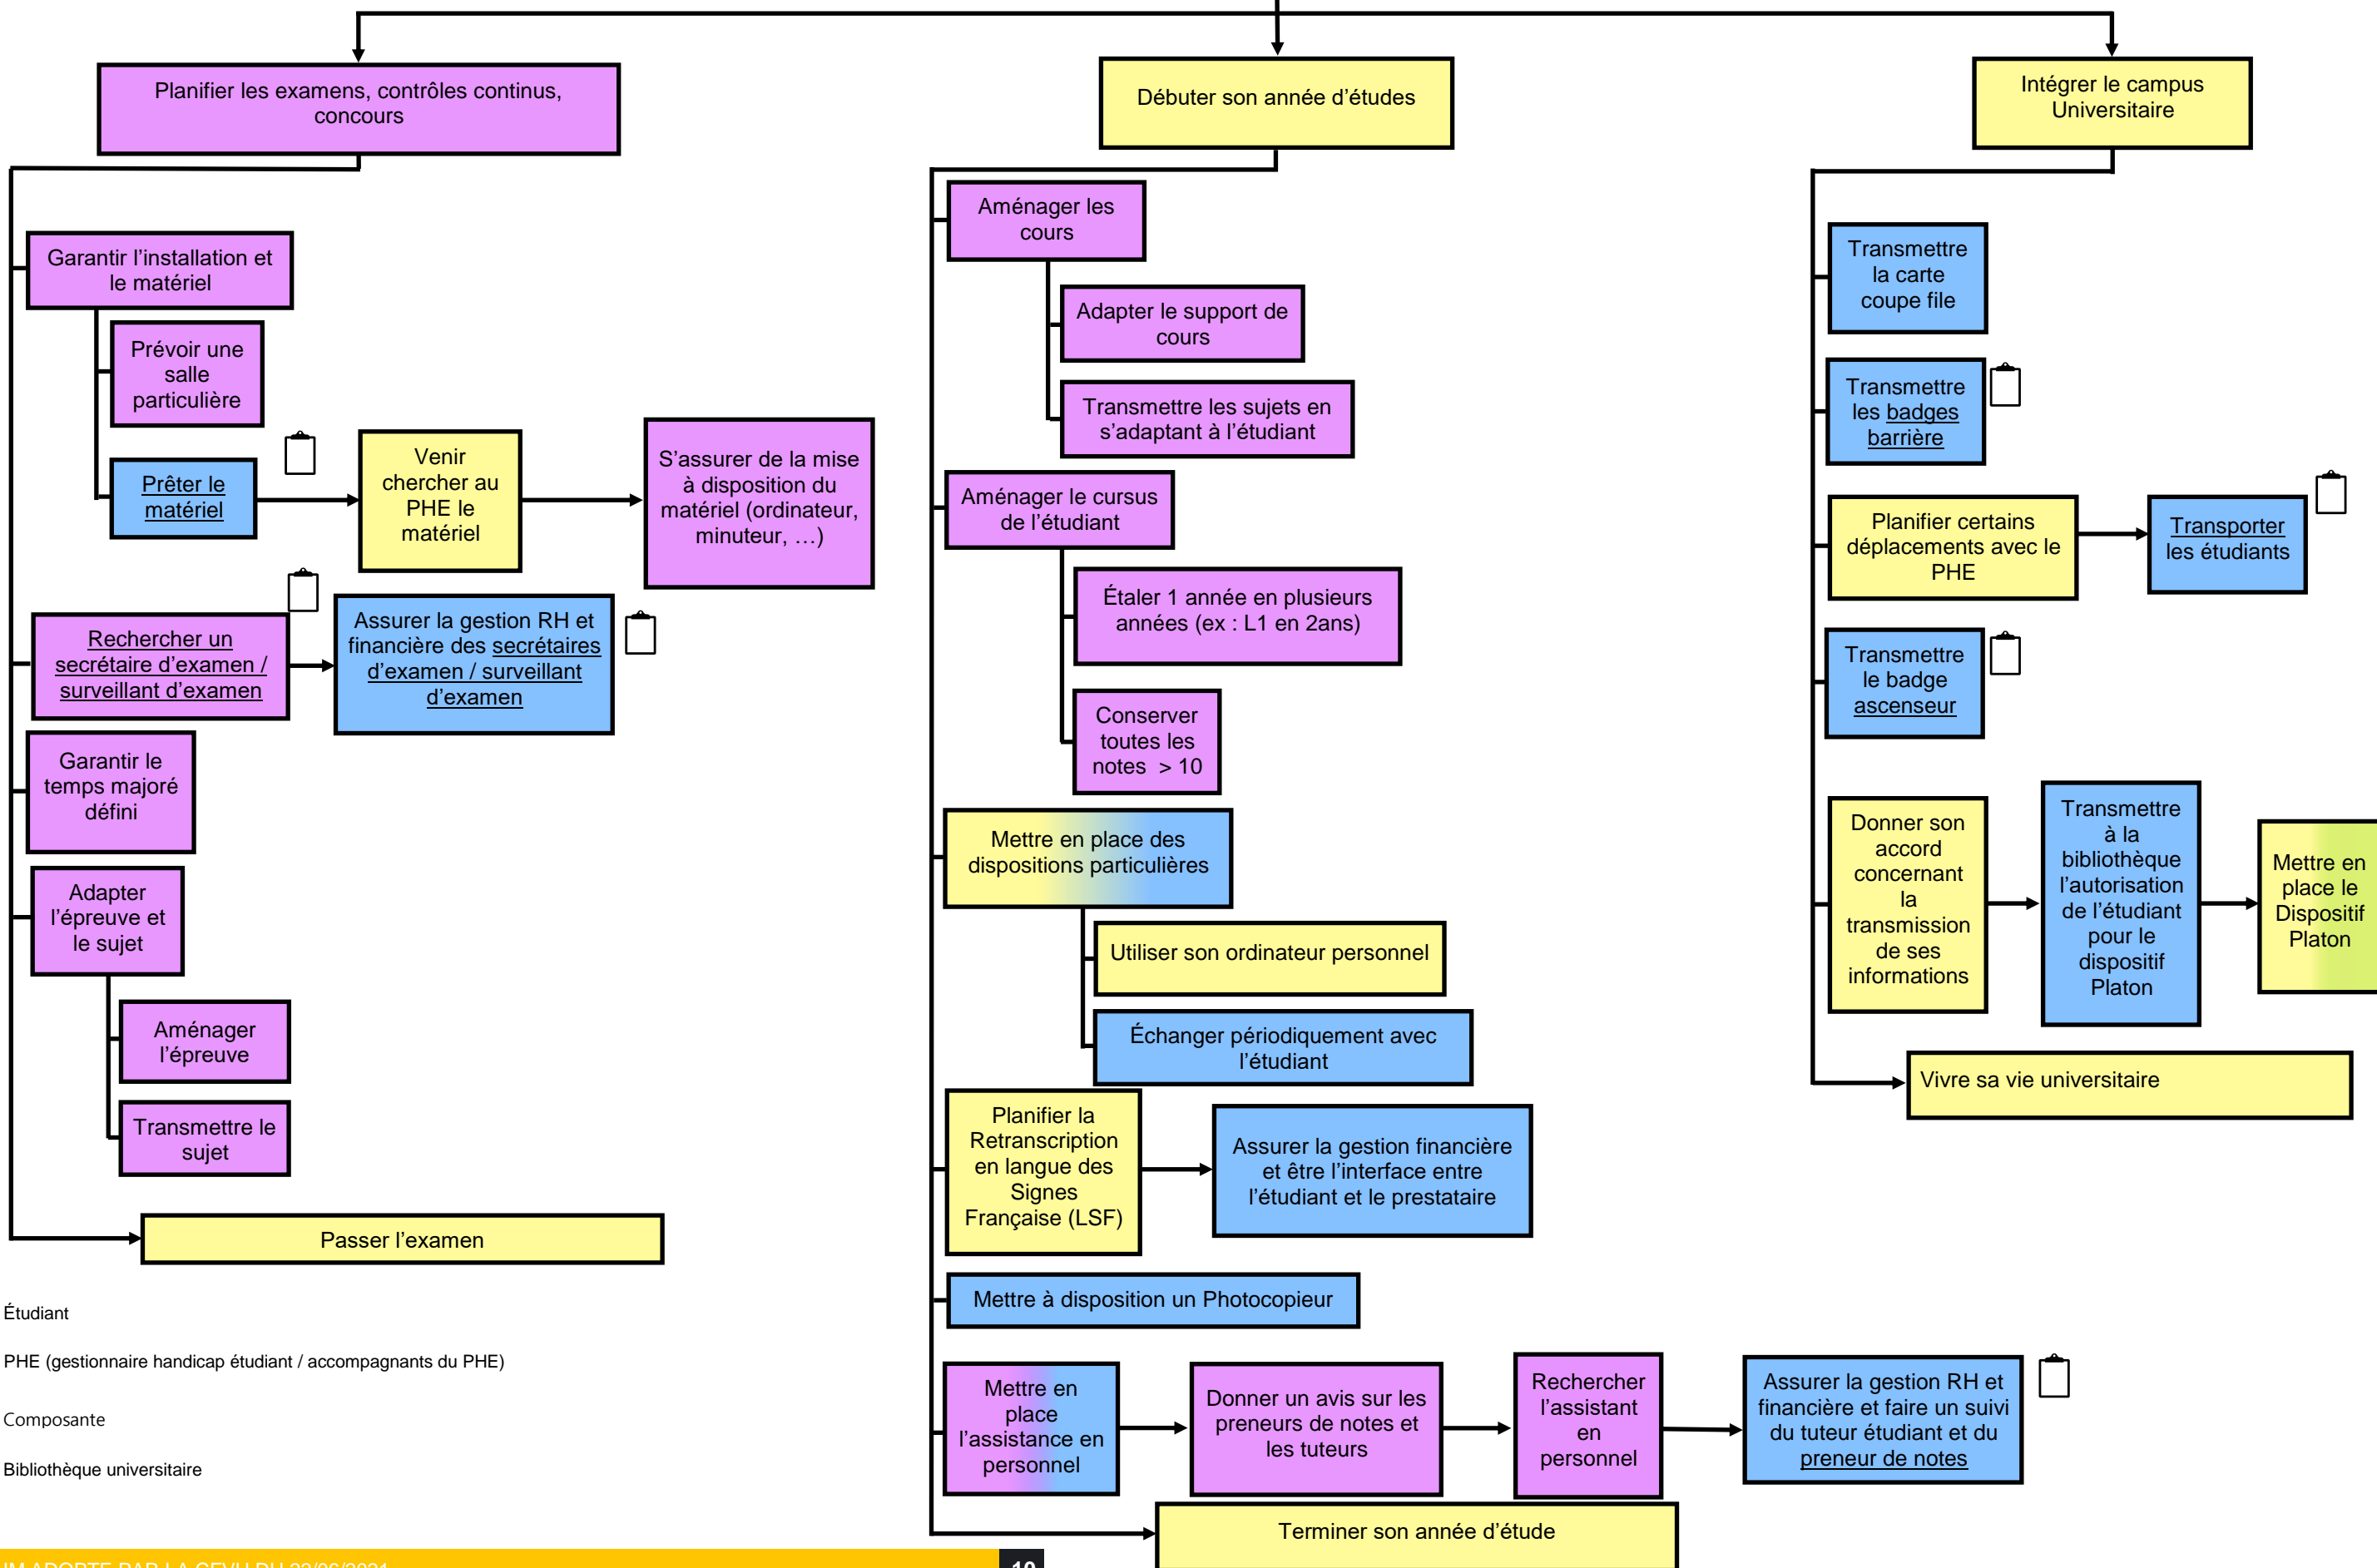 Planifier les examens, contrôles continus,
concours
Débuter son année d’études
Intégrer le campus
Universitaire
Garantir l’installation et
le matériel
Prévoir une
salle
particulière
Prêter le
matériel
Venir
chercher au
PHE le
matériel
S’assurer de la mise
à disposition du
matériel (ordinateur,
minuteur, …)
Rechercher un
secrétaire d’examen /
surveillant d’examen
Assurer la gestion RH et
financière des secrétaires
d’examen / surveillant
d’examen
Garantir le
temps majoré
défini
Adapter
l’épreuve et
le sujet
Aménager
l’épreuve
Transmettre le
sujet
Passer l’examen
Aménager les
cours
Adapter le support de
cours
Transmettre les sujets en
s’adaptant à l’étudiant
Aménager le cursus
de l’étudiant
Étaler 1 année en plusieurs
années (ex : L1 en 2ans)
Conserver
toutes les
notes > 10
Mettre en place des
dispositions particulières
Utiliser son ordinateur personnel
Échanger périodiquement avec
l’étudiant
Planifier la
Retranscription
en langue des
Signes
Française (LSF)
Assurer la gestion financière
et être l’interface entre
l’étudiant et le prestataire
Mettre à disposition un Photocopieur
Mettre en
place
l’assistance en
personnel
Donner un avis sur les
preneurs de notes et
les tuteurs
Rechercher
l’assistant
en
personnel
Assurer la gestion RH et
financière et faire un suivi
du tuteur étudiant et du
preneur de notes
Terminer son année d’étude
Transmettre
la carte
coupe file
Transmettre
les badges
barrière
Planifier certains
déplacements avec le
PHE
Transporter
les étudiants
Transmettre
le badge
ascenseur
Donner son
accord
concernant
la
transmission
de ses
informations
Transmettre
à la
bibliothèque
l’autorisation
de l’étudiant
pour le
dispositif
Platon
Mettre en
place le
Dispositif
Platon
Vivre sa vie universitaire
Étudiant
PHE (gestionnaire handicap étudiant / accompagnants du PHE)
Composante
Bibliothèque universitaire
IM ADOPTE PAR LA CFVU DU 22/06/2021
10